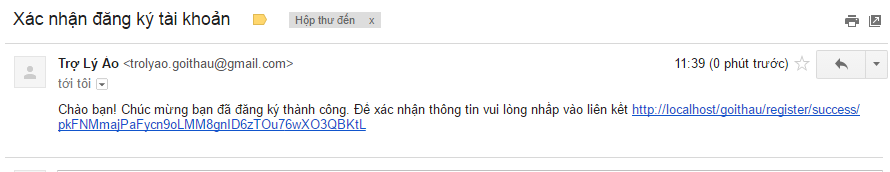 Xác nhận đăng ký tài khoản
Hộp thư đến x
Trợ Lý Ảo <trolyao.goithau@gmail.com>
11:39 (0 phút trước)
tới tôi
Chào bạn! Chúc mừng bạn đã đăng ký thành công. Để xác nhận thông tin vui lòng nhấp vào liên kết http://localhost/goithau/register/success/
pkFNMmajPaFycn9oLMM8gnID6zTOu76wXO3QBKtL